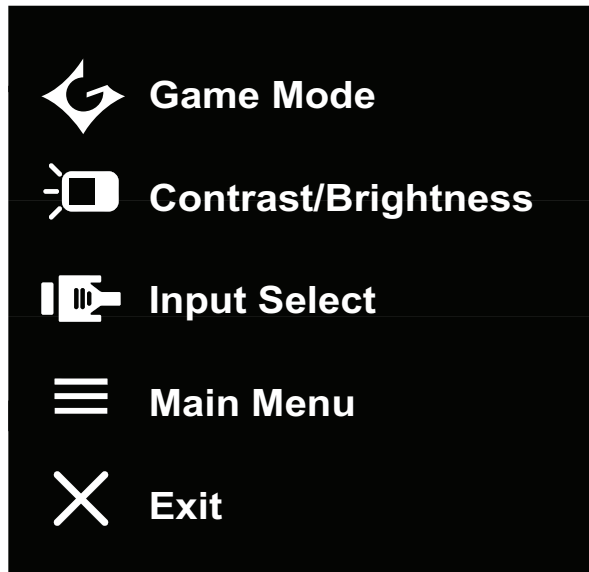 Game Mode
Contrast/Brightness
Input Select
Main Menu
Exit